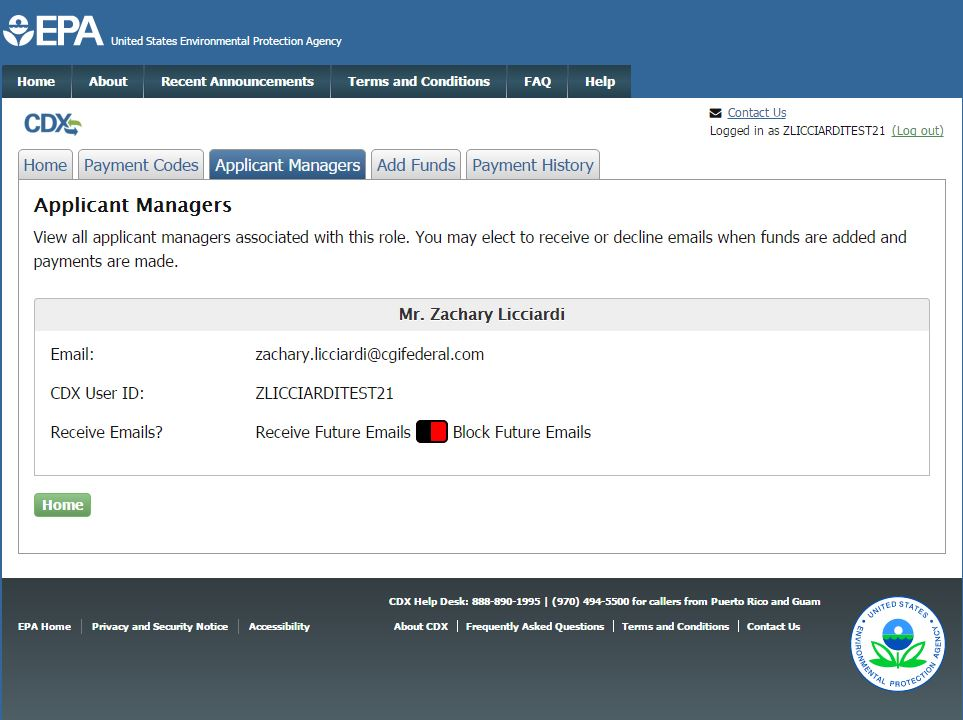 EPA United States Environmental Protection Agency
Home About Recent Announcements Terms and Conditions FAQ Help
CDX
Contact Us
Logged in as ZLICCIARDITEST21 (Log out)
Home Payment Codes Applicant Managers Add Funds Payment History
Applicant Managers
View all applicant managers associated with this role. You may elect to receive or decline emails when funds are added and
payments are made.
Mr. Zachary Licciardi
Email: zachary.licciardi@cgifederal.com
CDX User ID: ZLICCIARDITEST21
Receive Emails? Receive Future Emails Block Future Emails
Home
CDX Help Desk: 888-890-1995 | (970) 494-5500 for callers from Puerto Rico and Guam
EPA Home Privacy and Security Notice Accessibility About CDX Frequently Asked Questions Terms and Conditions Contact Us
UNITED STATES
ENVIRONMENTAL PROTECTION AGENCY